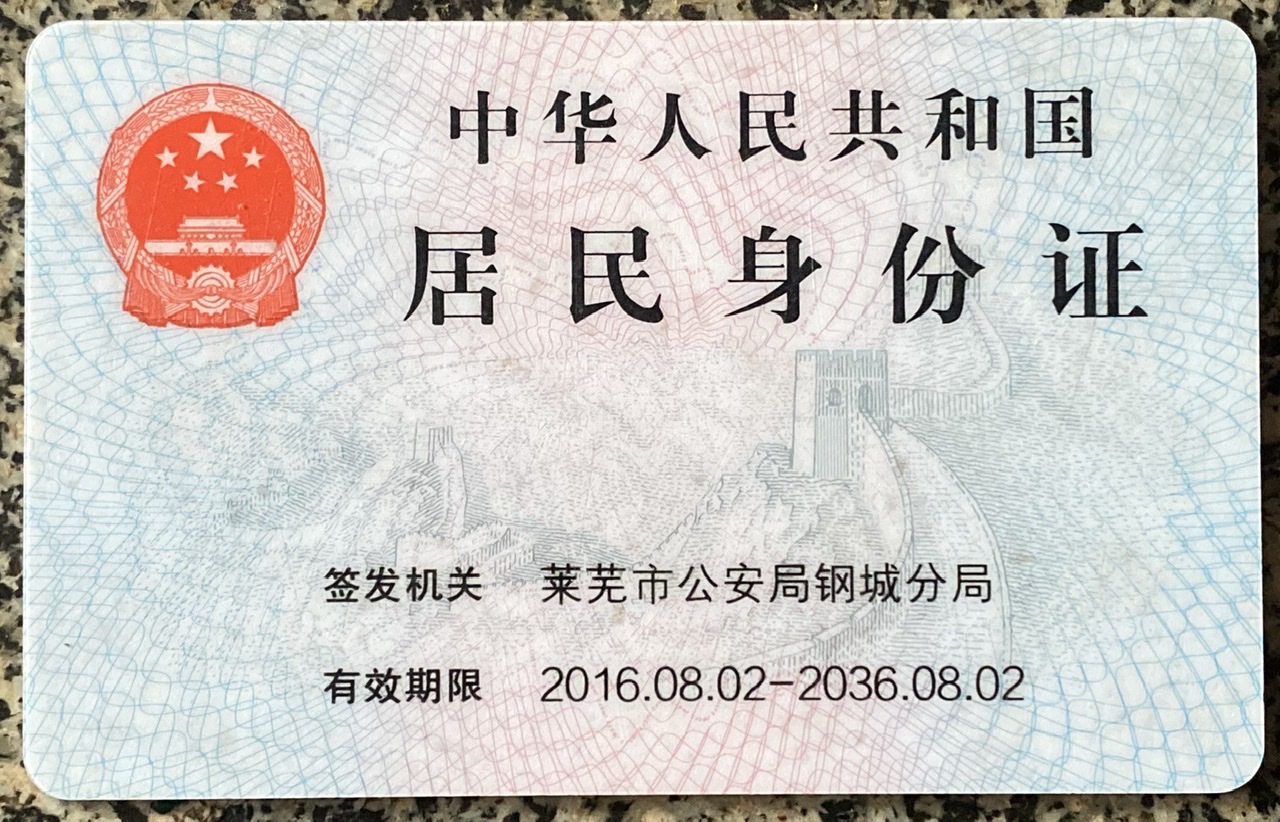 中华人民共和国
居民身份证
签发机关 莱芜市公安局钢城分局
有效期限 2016.08.02-2036.08.02